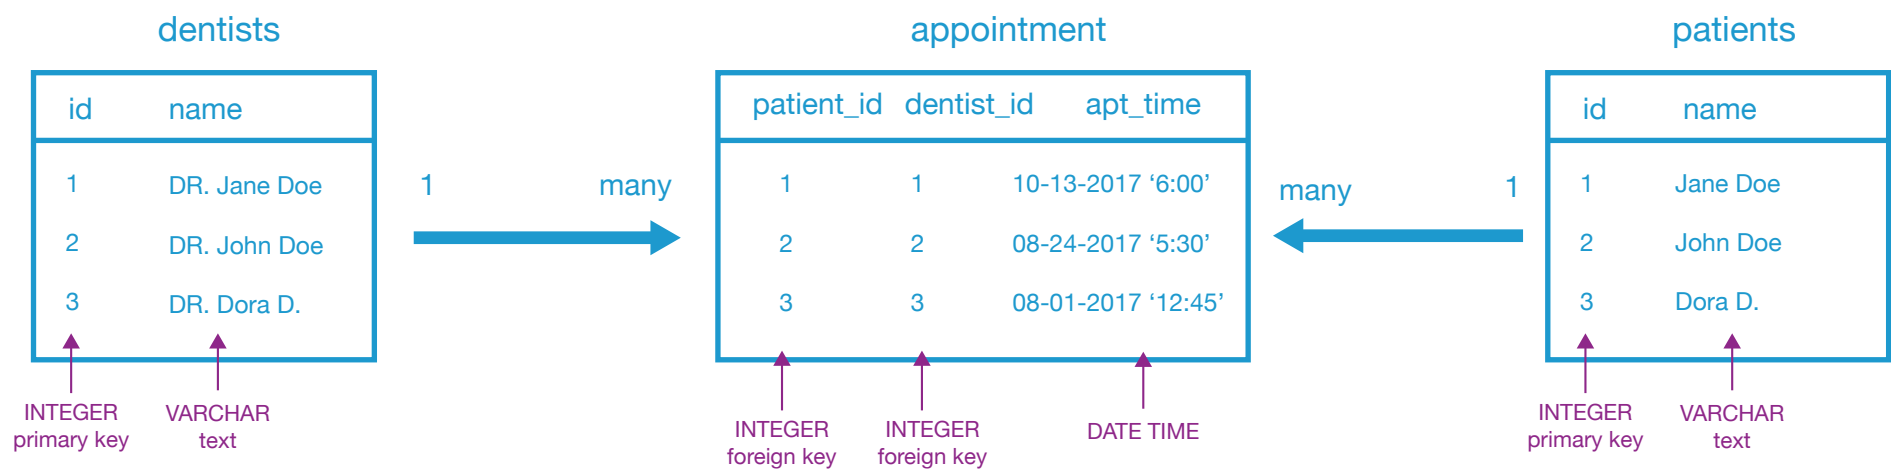 dentists
id name
1 DR. Jane Doe
2 DR. John Doe
3 DR. Dora D.
INTEGER
primary key
VARCHAR
text
1 many
appointment
patient_id dentist_id apt_time
1 1 10-13-2017 ‘6:00’
2 2 08-24-2017 ‘5:30’
3 3 08-01-2017 ‘12:45’
INTEGER
foreign key
INTEGER
foreign key
DATE TIME
many 1
patients
id name
1 Jane Doe
2 John Doe
3 Dora D.
INTEGER
primary key
VARCHAR
text